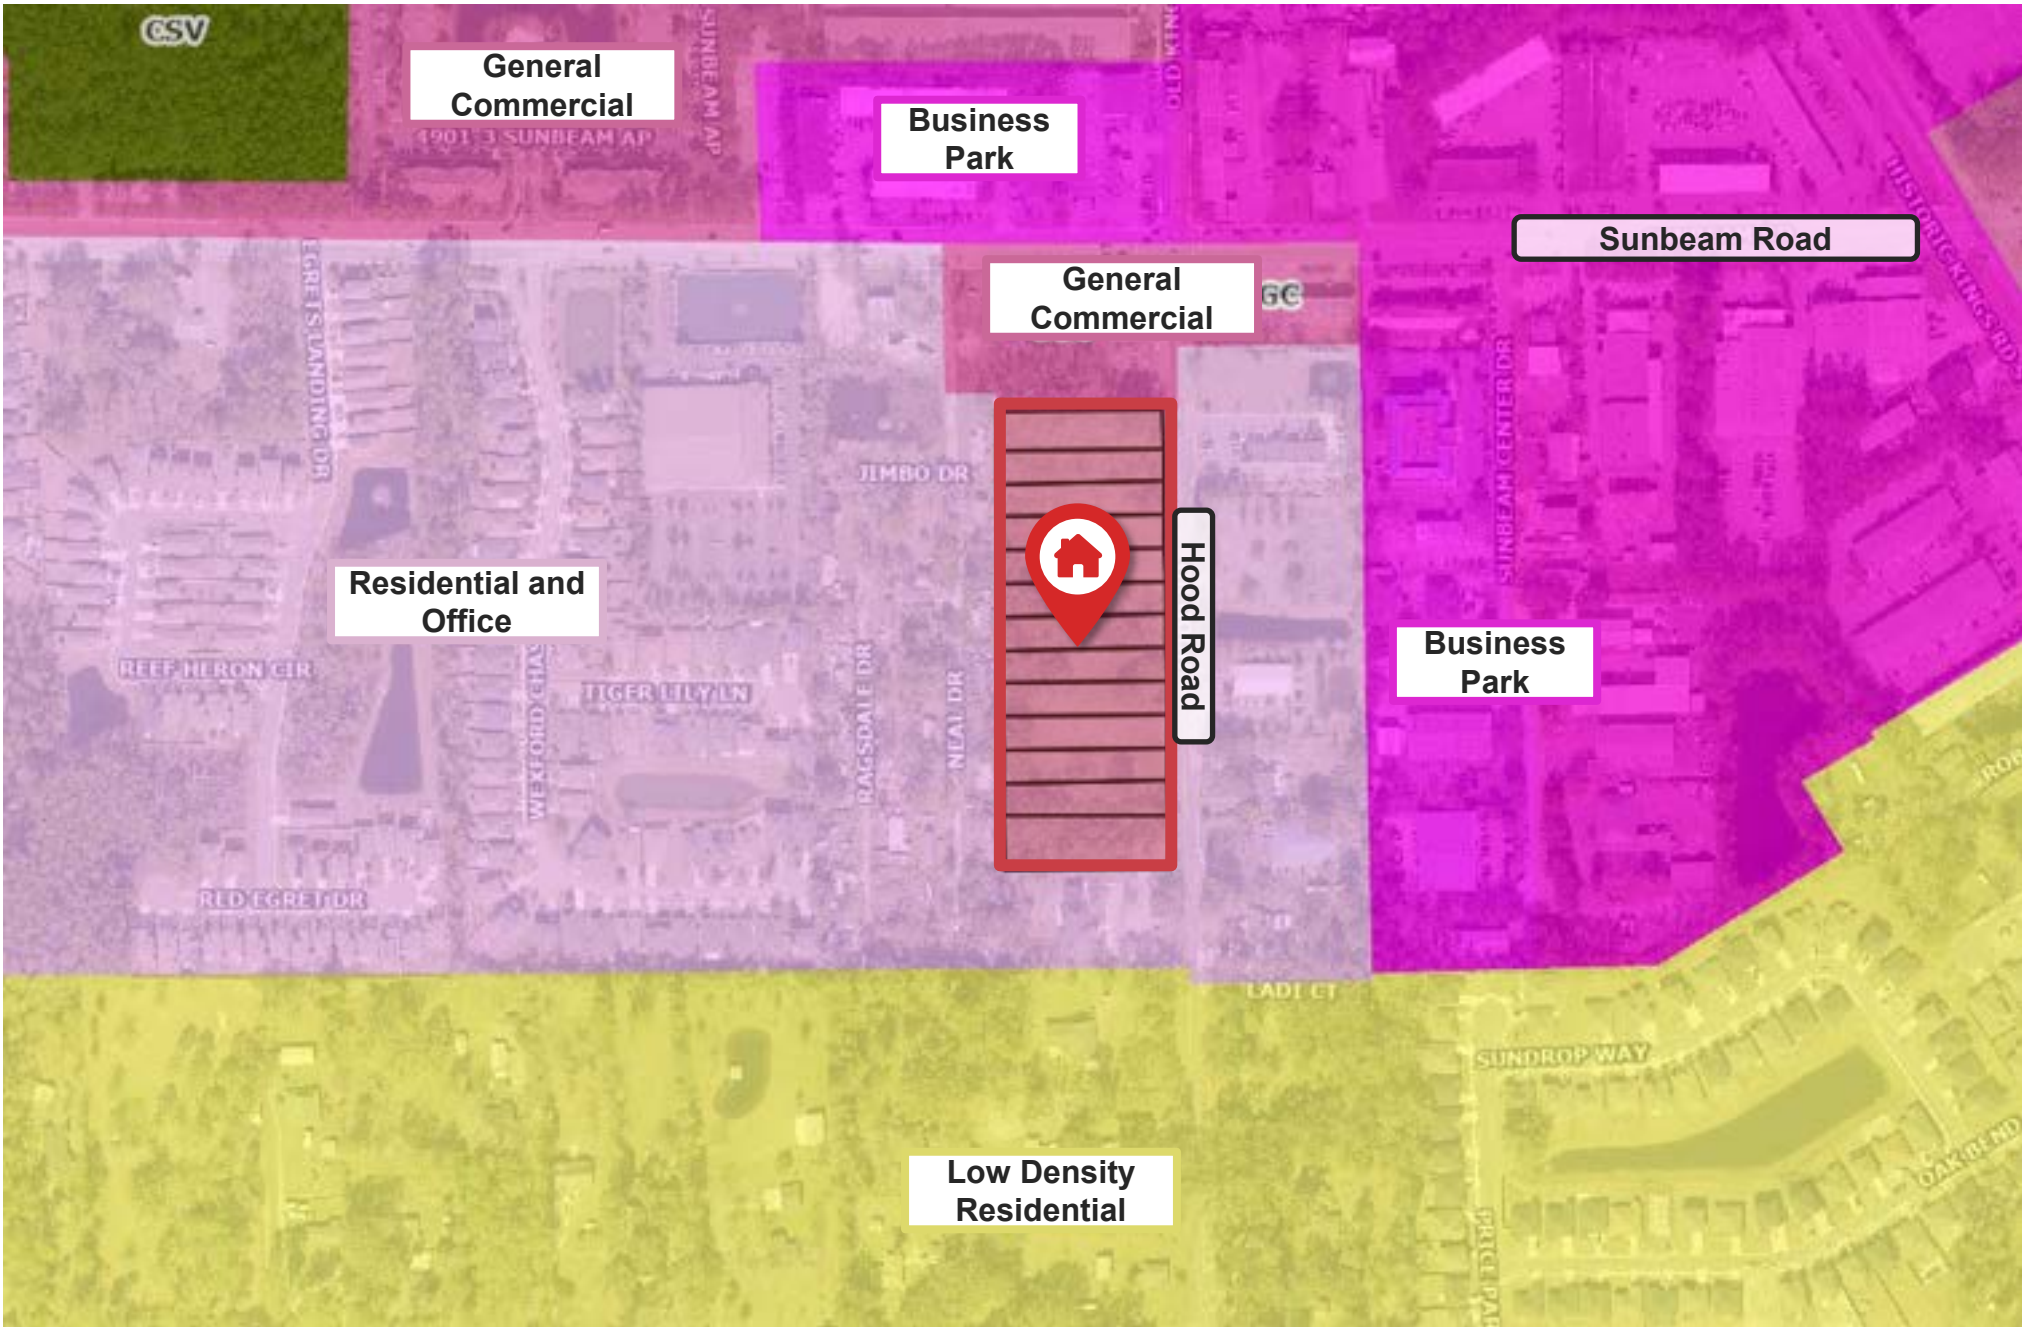 CSV
General
Commercial
SUNBEAM AP
4901 3 SUNBEAM AP
Business
Park
OLD KING
HISTORIC KINGS RD
Sunbeam Road
General
Commercial
GC
EGRETS LANDING DR
JIMBO DR
SUNBEAM CENTER DR
Hood Road
Residential and
Office
Business
Park
REEF HERON CIR
WEXFORD CHAS
TIGER LILY LN
RAGSDALE DR
NEAL DR
RED EGRET DR
LADI CT
SUNDROP WAY
OAK BEND
Low Density
Residential
PRICE PAR